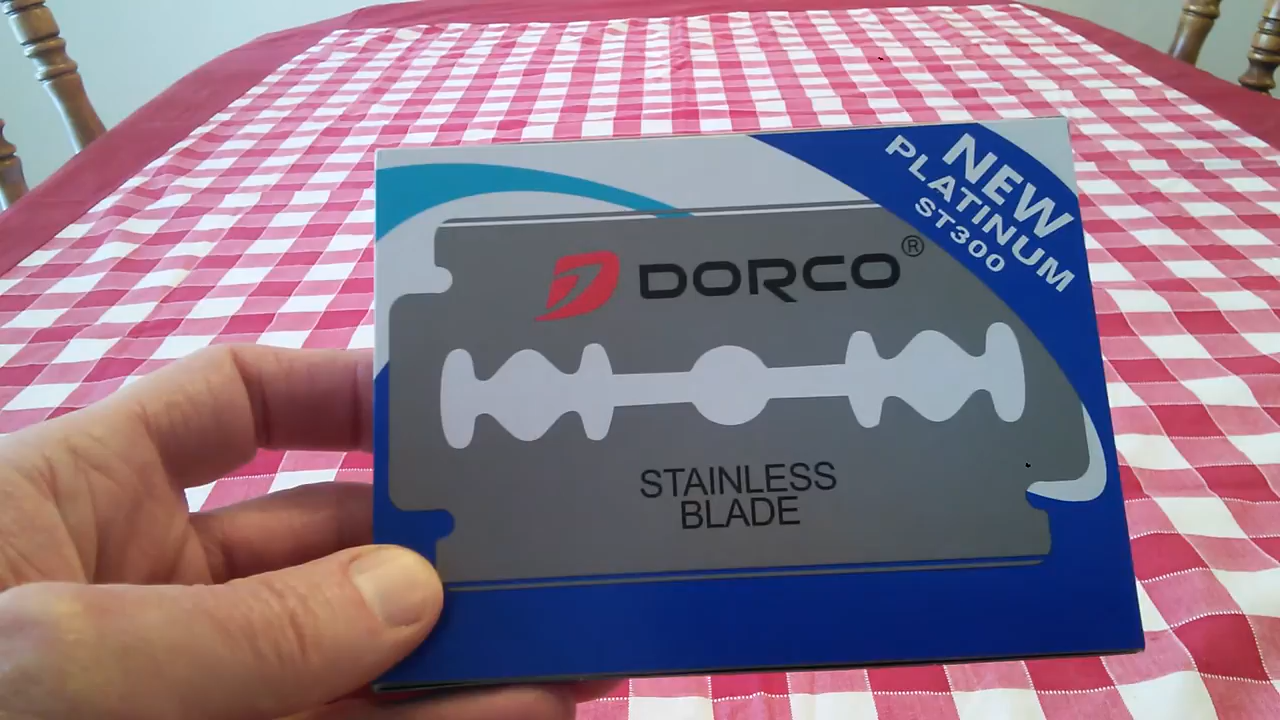 NEW
PLATINUM
ST300
DORCO®
STAINLESS
BLADE